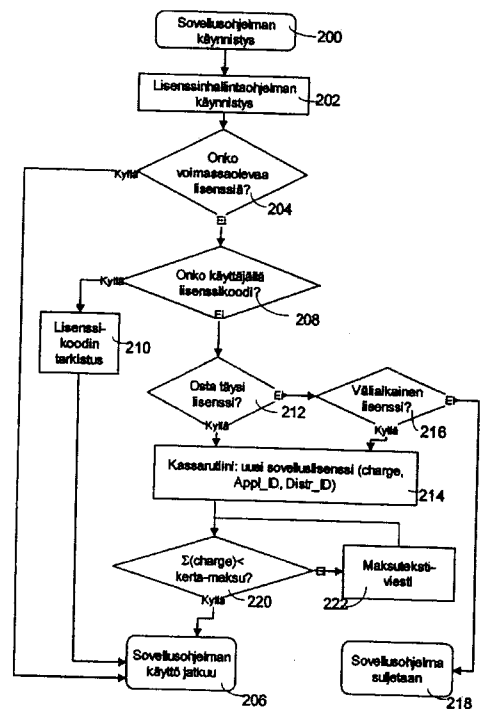 Sovellusohjelman
käynnistys
200
Lisenssinhallintaohjelman
käynnistys
202
Onko
voimassaolevaa
lisenssiä?
204
Kyllä
Ei
Onko käyttäjällä
lisenssikoodi?
208
Kyllä
Ei
Lisenssi-
koodin
tarkistus
210
Osta täysi
lisenssi?
212
Ei
Kyllä
Väliaikainen
lisenssi?
216
Ei
Kyllä
Kassarutiini: uusi sovelluslisenssi (charge,
Appl_ID, Distr_ID)
214
Σ(charge)<
kerta-maksu?
220
Ei
Kyllä
Maksuteksti-
viesti
222
Sovellusohjelman
käyttö jatkuu
206
Sovellusohjelma
suljetaan
218